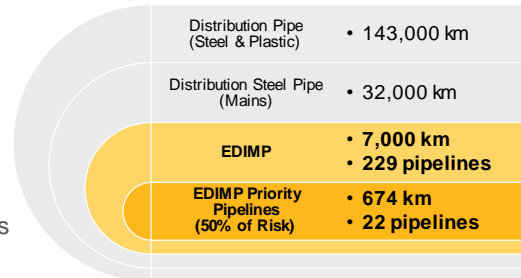 Distribution Pipe
(Steel & Plastic)
• 143,000 km
Distribution Steel Pipe
(Mains)
• 32,000 km
EDIMP
• 7,000 km
• 229 pipelines
EDIMP Priority
Pipelines
(50% of Risk)
• 674 km
• 22 pipelines
s